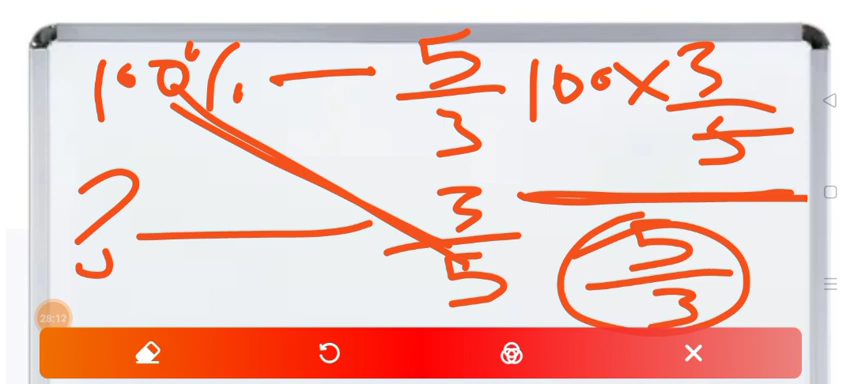 100% — 5/3
? — 3/5
100 × 3/5
5/3
28:12